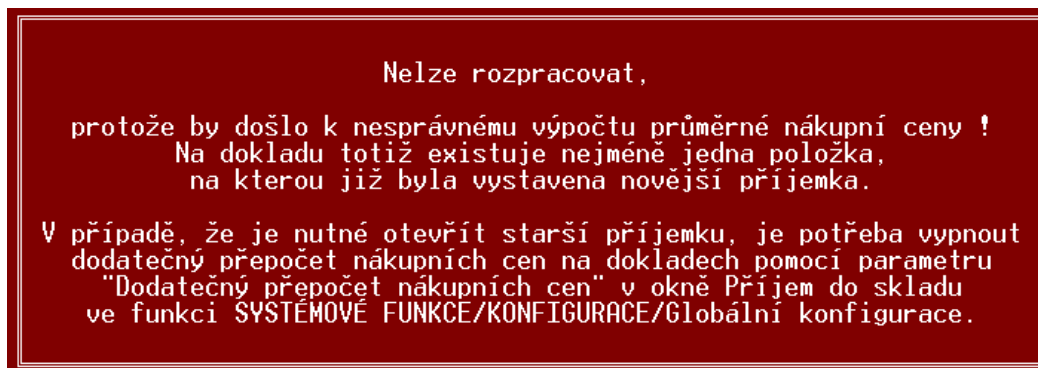 Nelze rozpracovat,
protože by došlo k nesprávnému výpočtu průměrné nákupní ceny !
Na dokladu totiž existuje nejméně jedna položka,
na kterou již byla vystavena novější příjemka.
V případě, že je nutné otevřít starší příjemku, je potřeba vypnout
dodatečný přepočet nákupních cen na dokladech pomocí parametru
"Dodatečný přepočet nákupních cen" v okně Příjem do skladu
ve funkci SYSTÉMOVÉ FUNKCE/KONFIGURACE/Globální konfigurace.